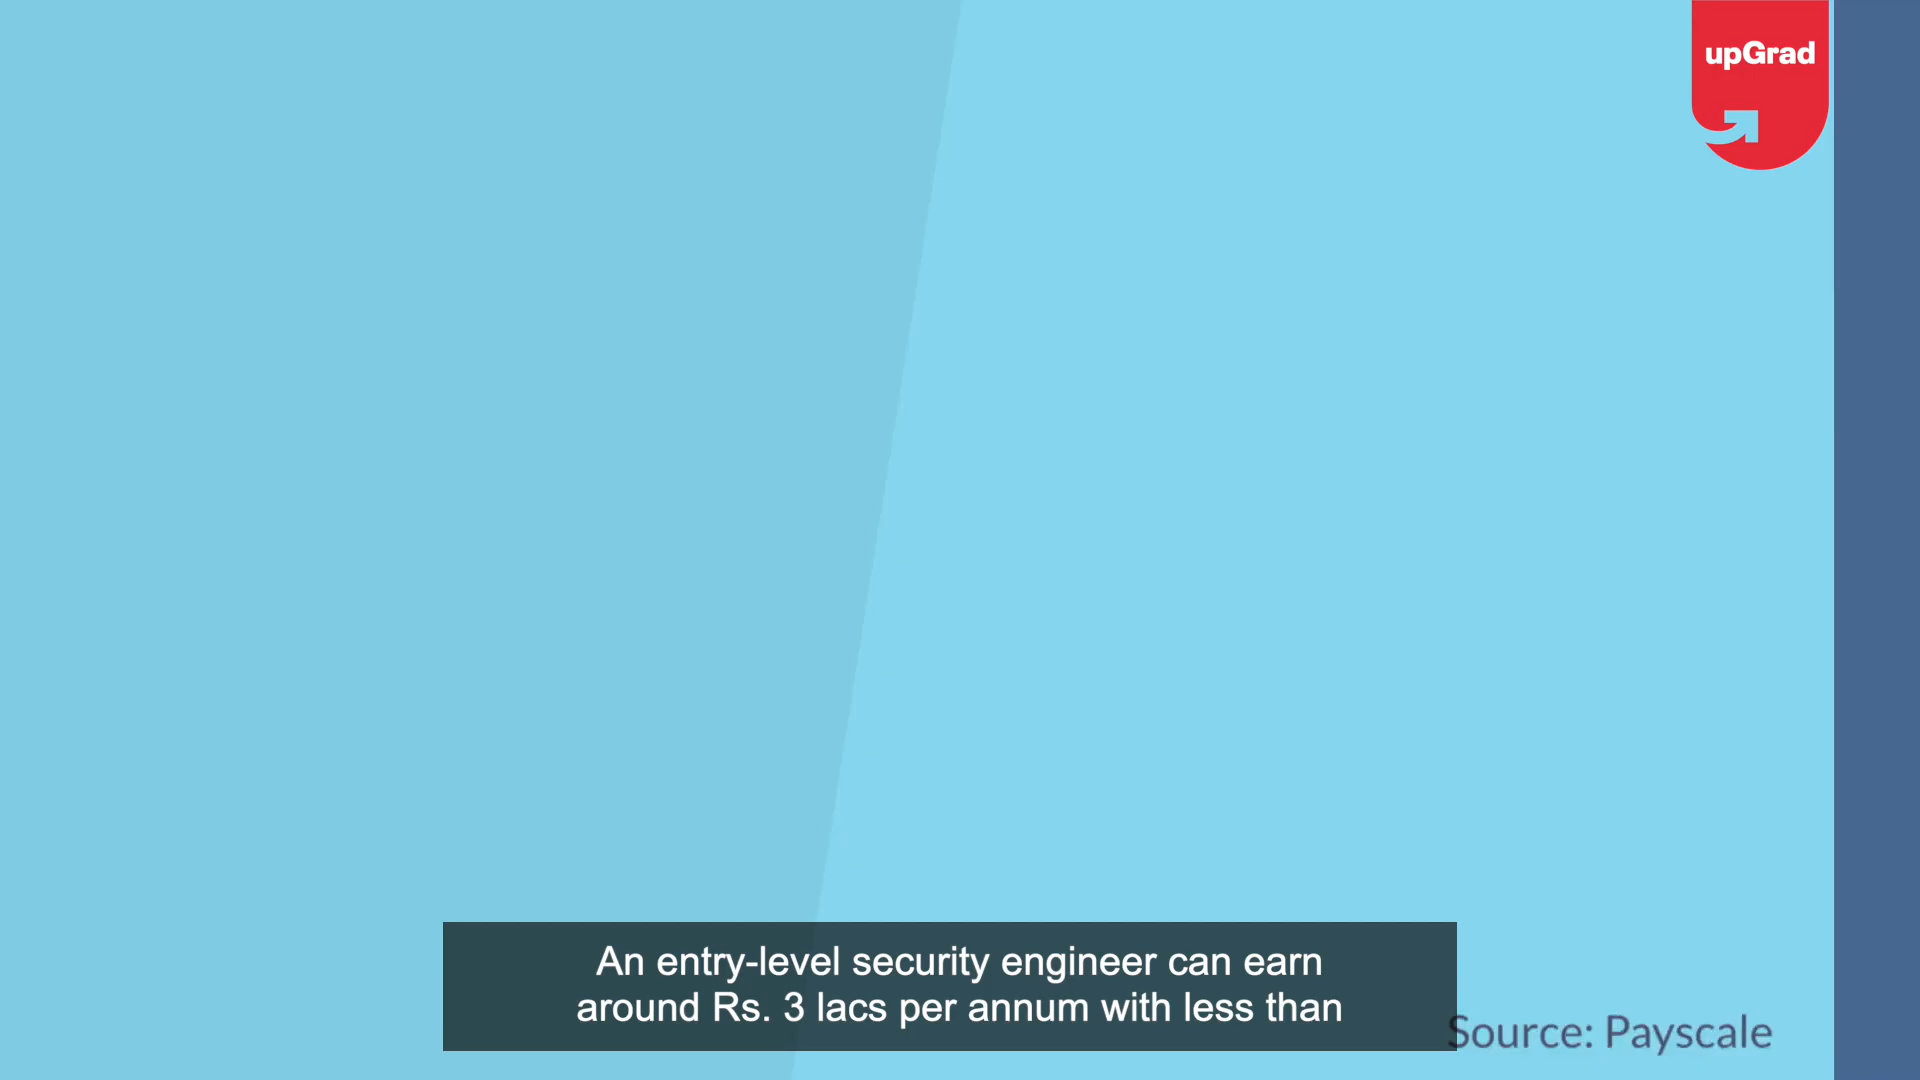 upGrad
An entry-level security engineer can earn
around Rs. 3 lacs per annum with less than
Source: Payscale